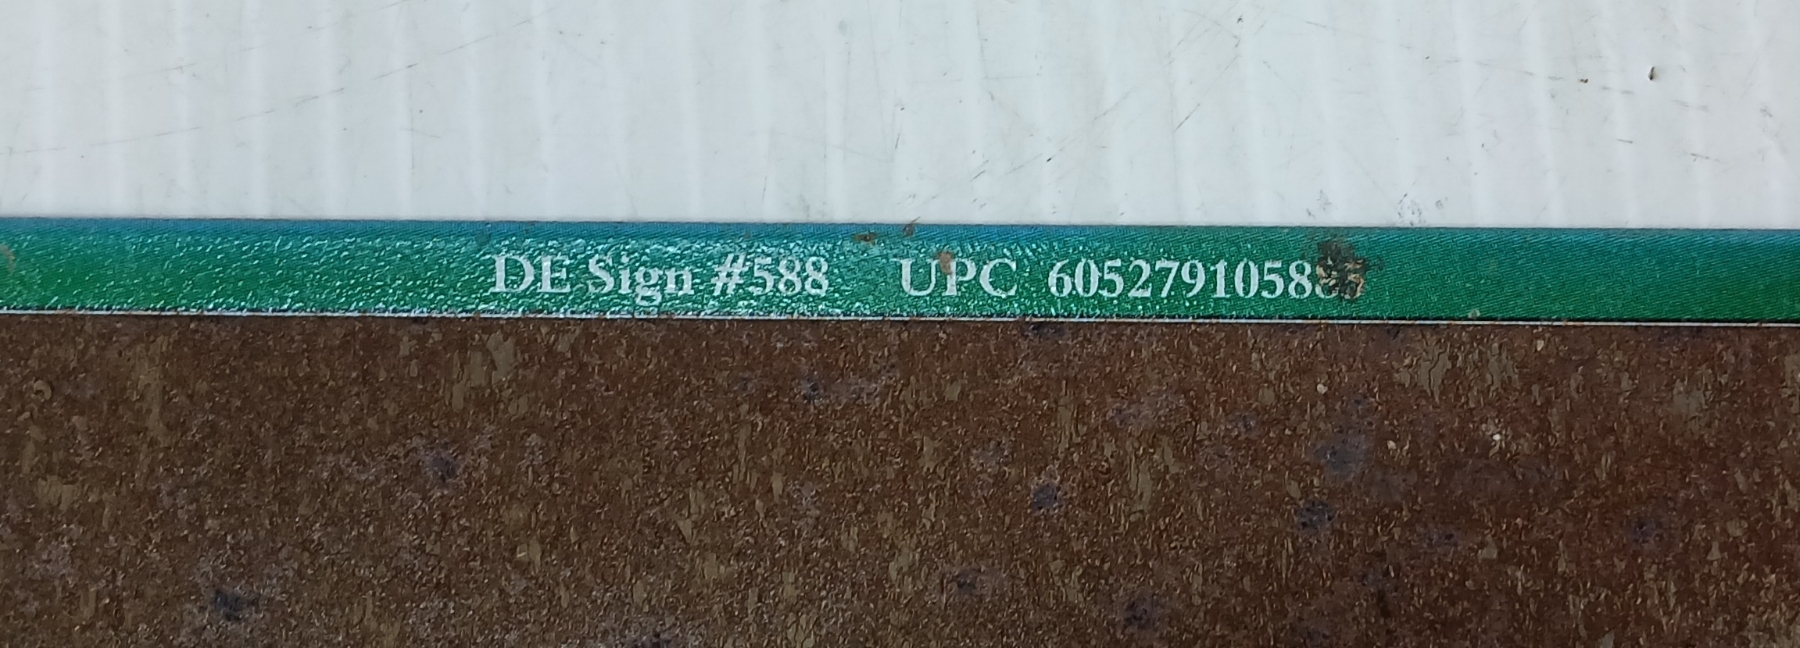 DE Sign #588 UPC